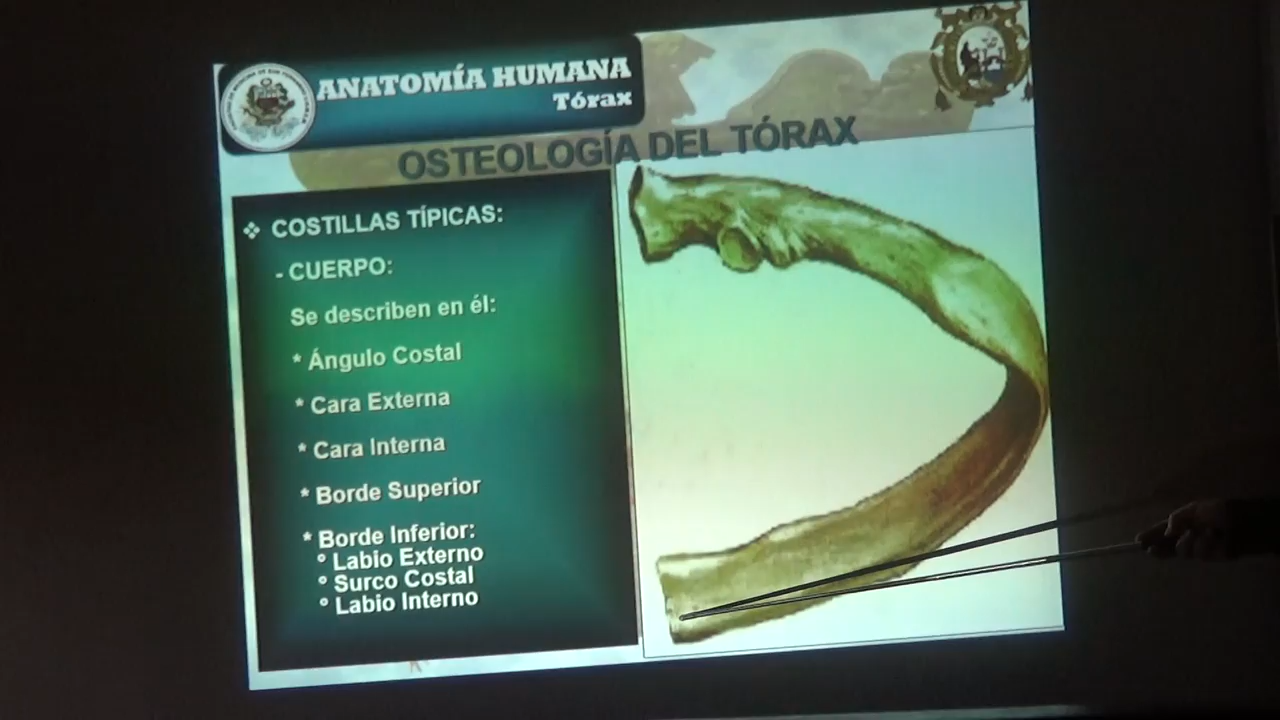 ANATOMÍA HUMANA
Tórax
OSTEOLOGÍA DEL TÓRAX
❖ COSTILLAS TÍPICAS:
- CUERPO:
Se describen en él:
* Ángulo Costal
* Cara Externa
* Cara Interna
* Borde Superior
* Borde Inferior:
° Labio Externo
° Surco Costal
° Labio Interno